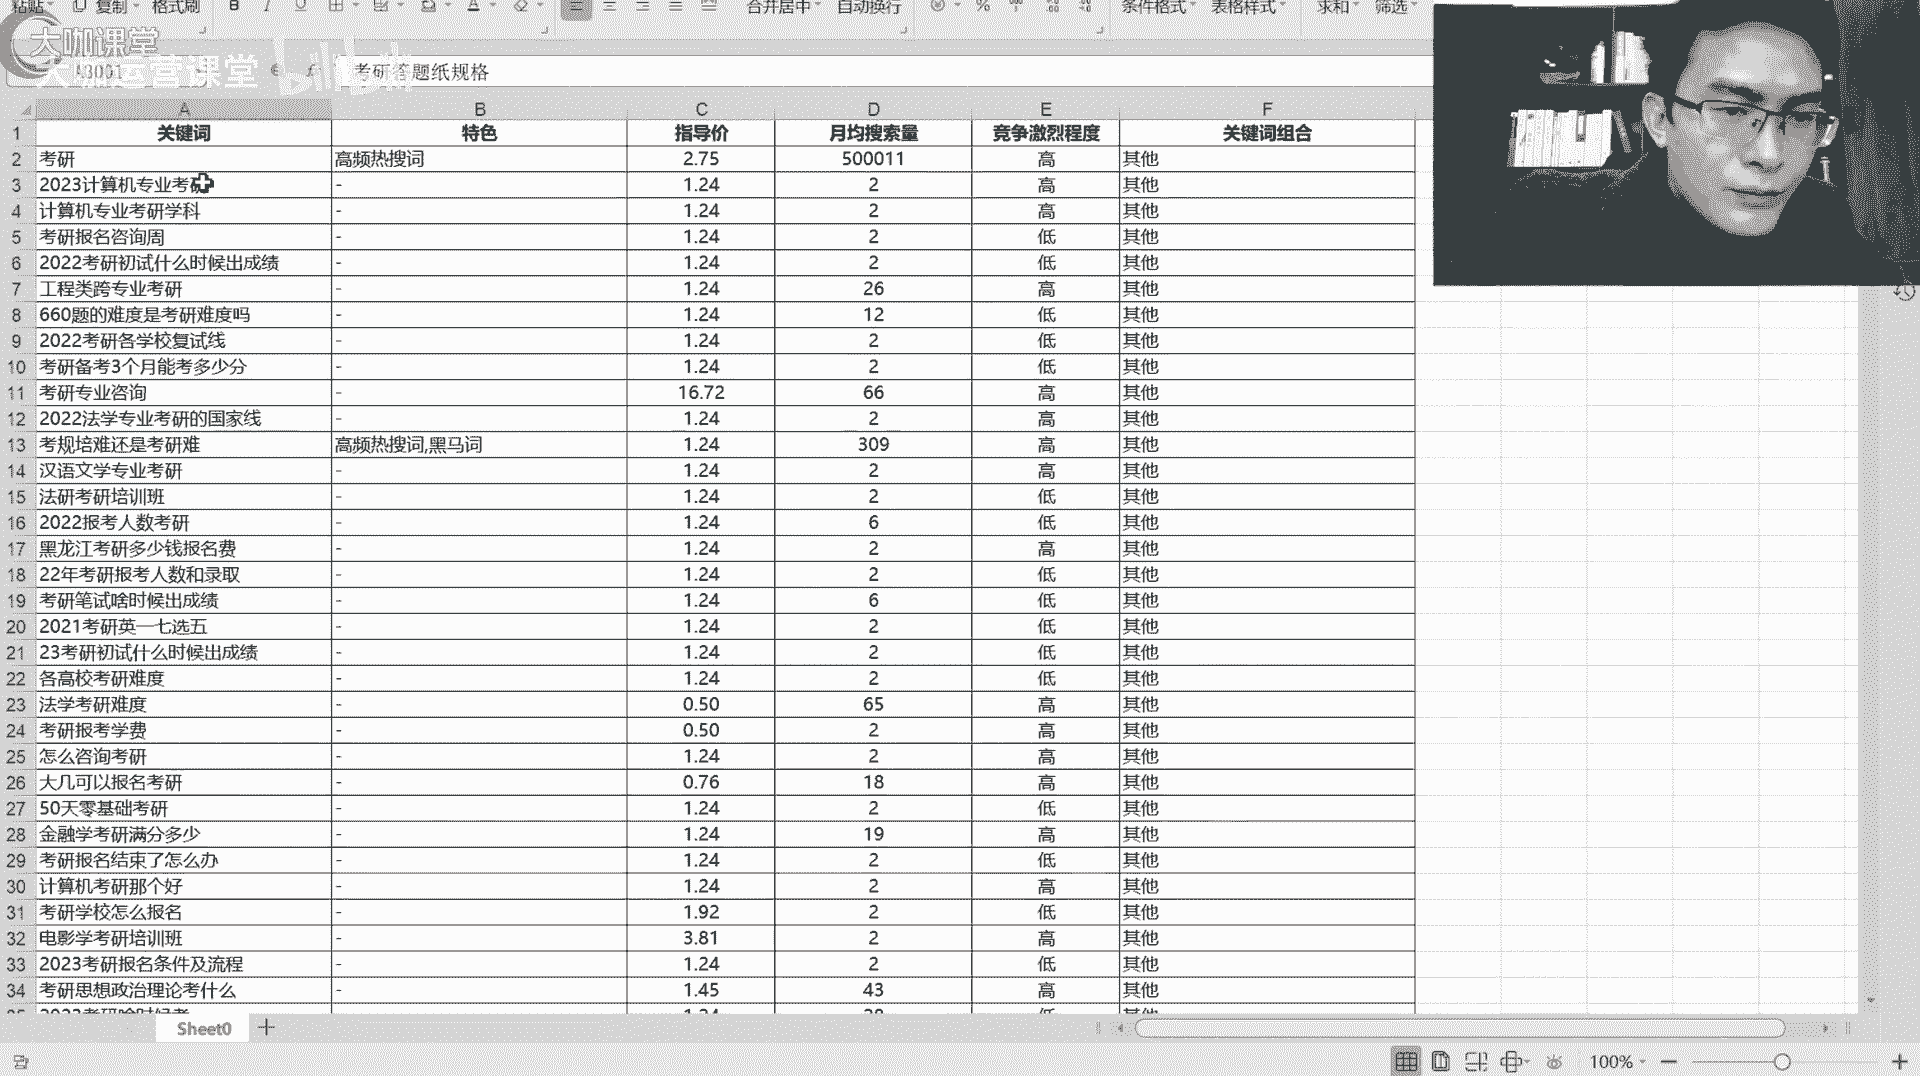 粘贴 复制 格式刷 B I U A 合并居中 自动换行 % 条件格式 表格样式 求和 筛选
大咖课堂
大咖运营课堂 bilibili
A3001 考研答题纸规格
A B C D E F
1 关键词 特色 指导价 月均搜索量 竞争激烈程度 关键词组合
2 考研 高频热搜词 2.75 500011 高 其他
3 2023计算机专业考研 - 1.24 2 高 其他
4 计算机专业考研学科 - 1.24 2 高 其他
5 考研报名咨询周 - 1.24 2 低 其他
6 2022考研初试什么时候出成绩 - 1.24 2 低 其他
7 工程类跨专业考研 - 1.24 26 高 其他
8 660题的难度是考研难度吗 - 1.24 12 低 其他
9 2022考研各学校复试线 - 1.24 2 低 其他
10 考研备考3个月能考多少分 - 1.24 2 低 其他
11 考研专业咨询 - 16.72 66 高 其他
12 2022法学专业考研的国家线 - 1.24 2 高 其他
13 考规培难还是考研难 高频热搜词,黑马词 1.24 309 高 其他
14 汉语文学专业考研 - 1.24 2 高 其他
15 法研考研培训班 - 1.24 2 低 其他
16 2022报考人数考研 - 1.24 6 低 其他
17 黑龙江考研多少钱报名费 - 1.24 2 高 其他
18 22年考研报考人数和录取 - 1.24 2 低 其他
19 考研笔试啥时候出成绩 - 1.24 6 低 其他
20 2021考研英一七选五 - 1.24 2 低 其他
21 23考研初试什么时候出成绩 - 1.24 2 低 其他
22 各高校考研难度 - 1.24 2 低 其他
23 法学考研难度 - 0.50 65 高 其他
24 考研报考学费 - 0.50 2 高 其他
25 怎么咨询考研 - 1.24 2 高 其他
26 大几可以报名考研 - 0.76 18 高 其他
27 50天零基础考研 - 1.24 2 低 其他
28 金融学考研满分多少 - 1.24 19 高 其他
29 考研报名结束了怎么办 - 1.24 2 低 其他
30 计算机考研那个好 - 1.24 2 高 其他
31 考研学校怎么报名 - 1.92 2 低 其他
32 电影学考研培训班 - 3.81 2 高 其他
33 2023考研报名条件及流程 - 1.24 2 低 其他
34 考研思想政治理论考什么 - 1.45 43 高 其他
Sheet0
100%